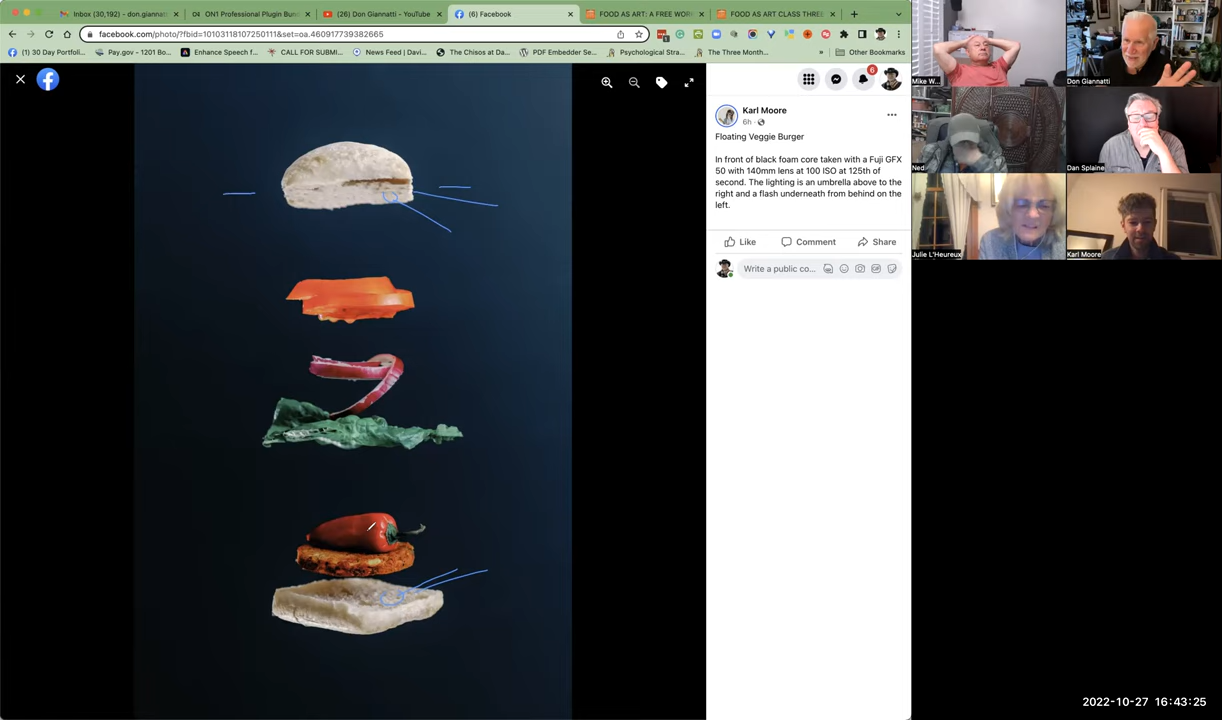 Inbox (30,192) - don.giannatt
ON1 Professional Plugin Bun
(26) Don Giannatti - YouTube
(6) Facebook
FOOD AS ART: A FREE WOR
FOOD AS ART CLASS THREE
facebook.com/photo/?fbid=10103118107250111&set=oa.460917739382665
(1) 30 Day Portfoli...
Pay.gov - 1201 Bo...
Enhance Speech f...
CALL FOR SUBMI...
News Feed | Davi...
The Chisos at Da...
PDF Embedder Se...
Psychological Stra...
The Three Month...
»
Other Bookmarks
6
Karl Moore
6h ·
Floating Veggie Burger
In front of black foam core taken with a Fuji GFX
50 with 140mm lens at 100 ISO at 125th of
second. The lighting is an umbrella above to the
right and a flash underneath from behind on the
left.
Like
Comment
Share
Write a public co...
Mike W...
Don Giannatti
Ned
Dan Splaine
Julie L'Heureux
Karl Moore
2022-10-27 16:43:25